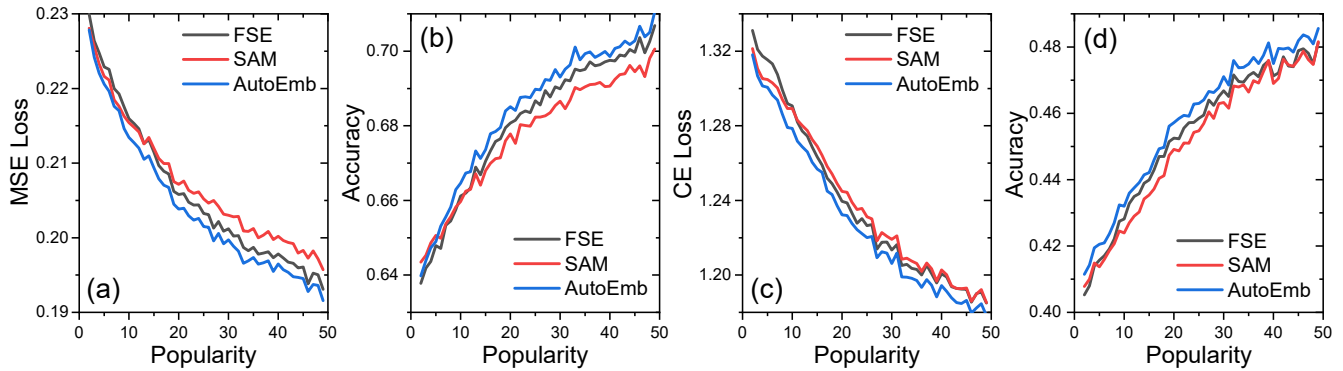 MSE Loss
0.23
0.22
0.21
0.20
0.19
0 10 20 30 40 50
Popularity
(a)
FSE
SAM
AutoEmb
Accuracy
0.70
0.68
0.66
0.64
0 10 20 30 40 50
Popularity
(b)
FSE
SAM
AutoEmb
CE Loss
1.32
1.28
1.24
1.20
0 10 20 30 40 50
Popularity
(c)
FSE
SAM
AutoEmb
Acuracy
0.48
0.46
0.44
0.42
0.40
0 10 20 30 40 50
Popularity
(d)
FSE
SAM
AutoEmb